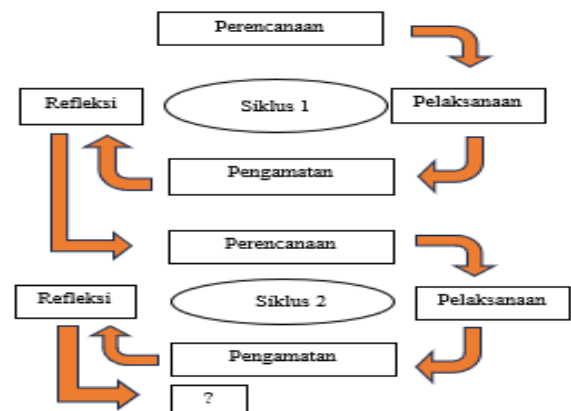 Perencanaan
Refleksi
Siklus 1
Pelaksanaan
Pengamatan
Perencanaan
Refleksi
Siklus 2
Pelaksanaan
Pengamatan
?